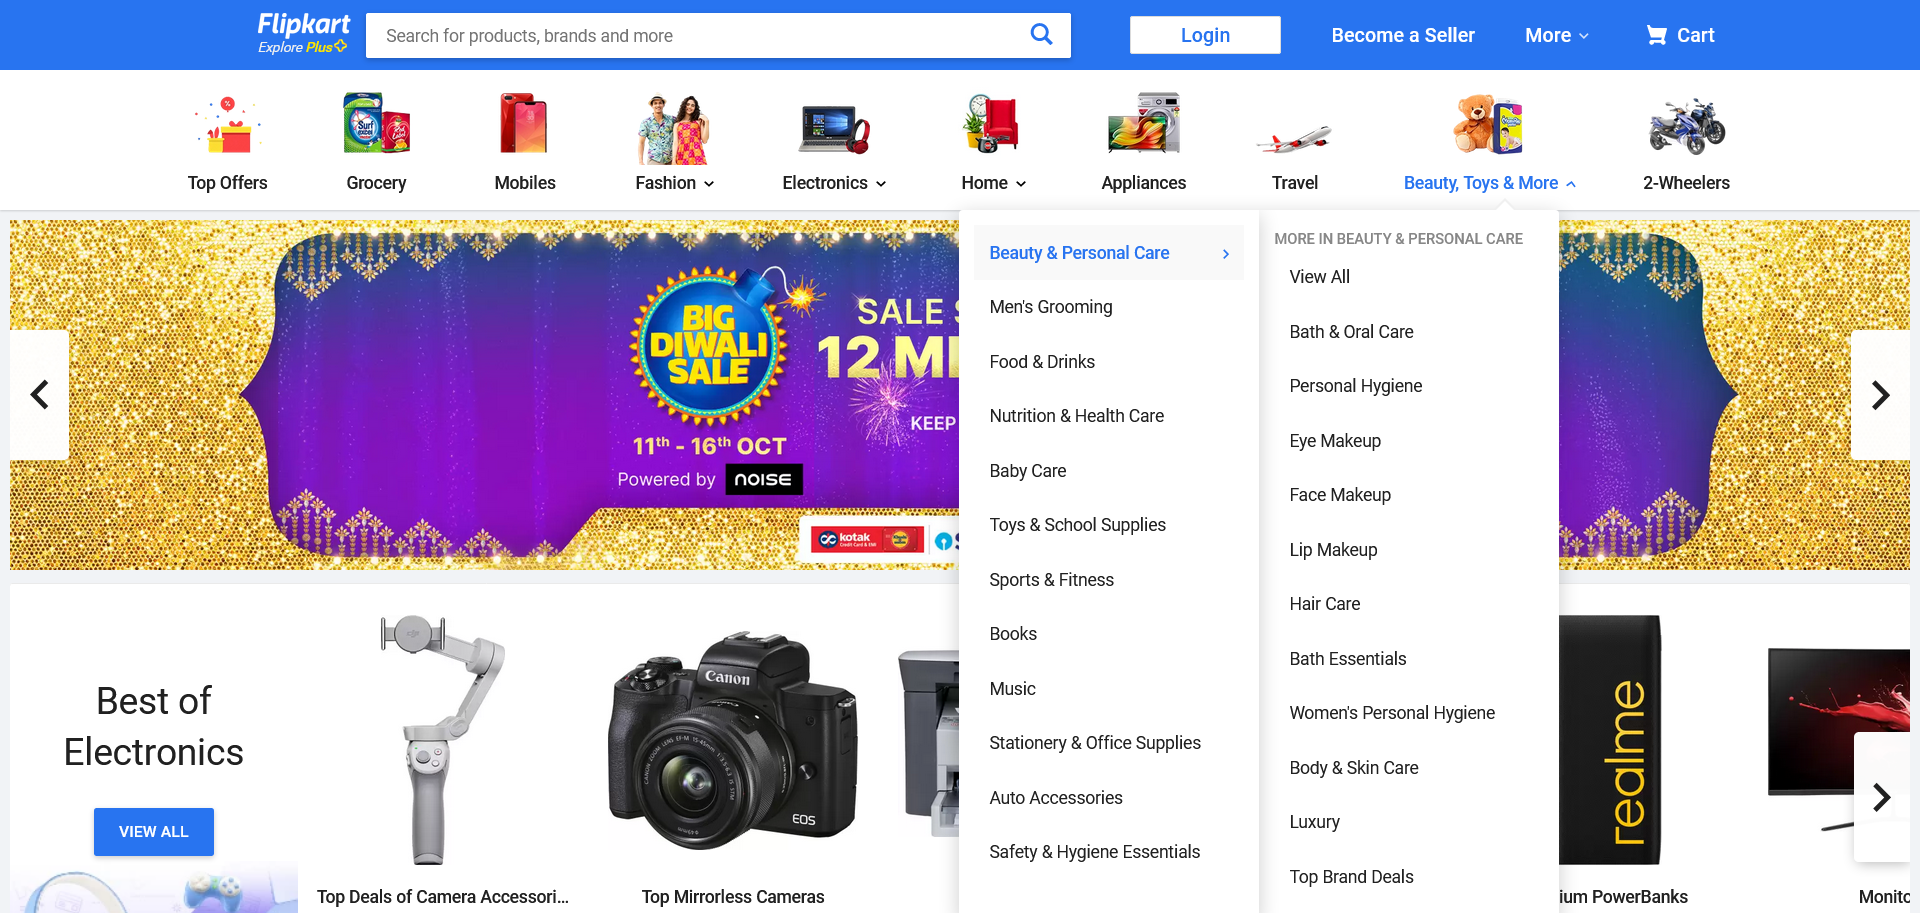 Flipkart
Explore Plus
Search for products, brands and more
Login
Become a Seller
More
Cart
Top Offers
Grocery
Mobiles
Fashion
Electronics
Home
Appliances
Travel
Beauty, Toys & More
2-Wheelers
BIG
DIWALI
SALE
11th - 16th OCT
Powered by noise
SALE
12
KEEP
kotak
Credit Card & EMI
Beauty & Personal Care
Men's Grooming
Food & Drinks
Nutrition & Health Care
Baby Care
Toys & School Supplies
Sports & Fitness
Books
Music
Stationery & Office Supplies
Auto Accessories
Safety & Hygiene Essentials
MORE IN BEAUTY & PERSONAL CARE
View All
Bath & Oral Care
Personal Hygiene
Eye Makeup
Face Makeup
Lip Makeup
Hair Care
Bath Essentials
Women's Personal Hygiene
Body & Skin Care
Luxury
Top Brand Deals
Best of
Electronics
VIEW ALL
Canon
EOS
realme
Top Deals of Camera Accessori...
Top Mirrorless Cameras
ium PowerBanks
Monito